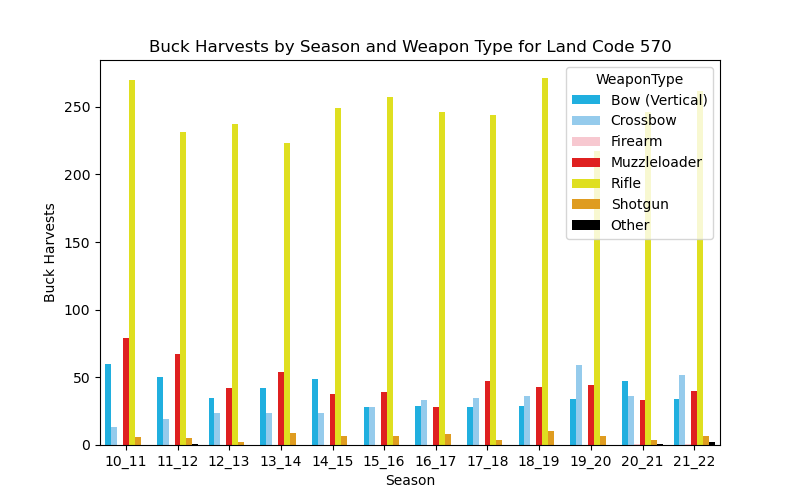 Buck Harvests by Season and Weapon Type for Land Code 570
WeaponType
Bow (Vertical)
Crossbow
Firearm
Muzzleloader
Rifle
Shotgun
Other
Buck Harvests
250
200
150
100
50
0
10_11 11_12 12_13 13_14 14_15 15_16 16_17 17_18 18_19 19_20 20_21 21_22
Season